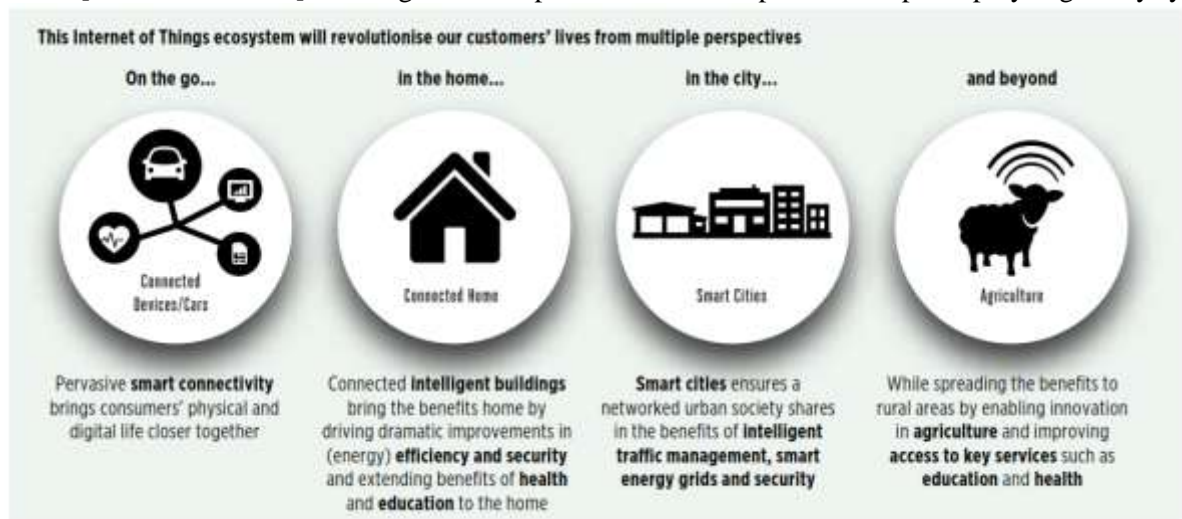 This Internet of Things ecosystem will revolutionise our customers' lives from multiple perspectives
On the go...
in the home...
in the city...
and beyond
Connected
Devices/Cars
Connected Home
Smart Cities
Agriculture
Pervasive smart connectivity
brings consumers' physical and
digital life closer together
Connected intelligent buildings
bring the benefits home by
driving dramatic improvements in
(energy) efficiency and security
and extending benefits of health
and education to the home
Smart cities ensures a
networked urban society shares
in the benefits of intelligent
traffic management, smart
energy grids and security
While spreading the benefits to
rural areas by enabling innovation
in agriculture and improving
access to key services such as
education and health